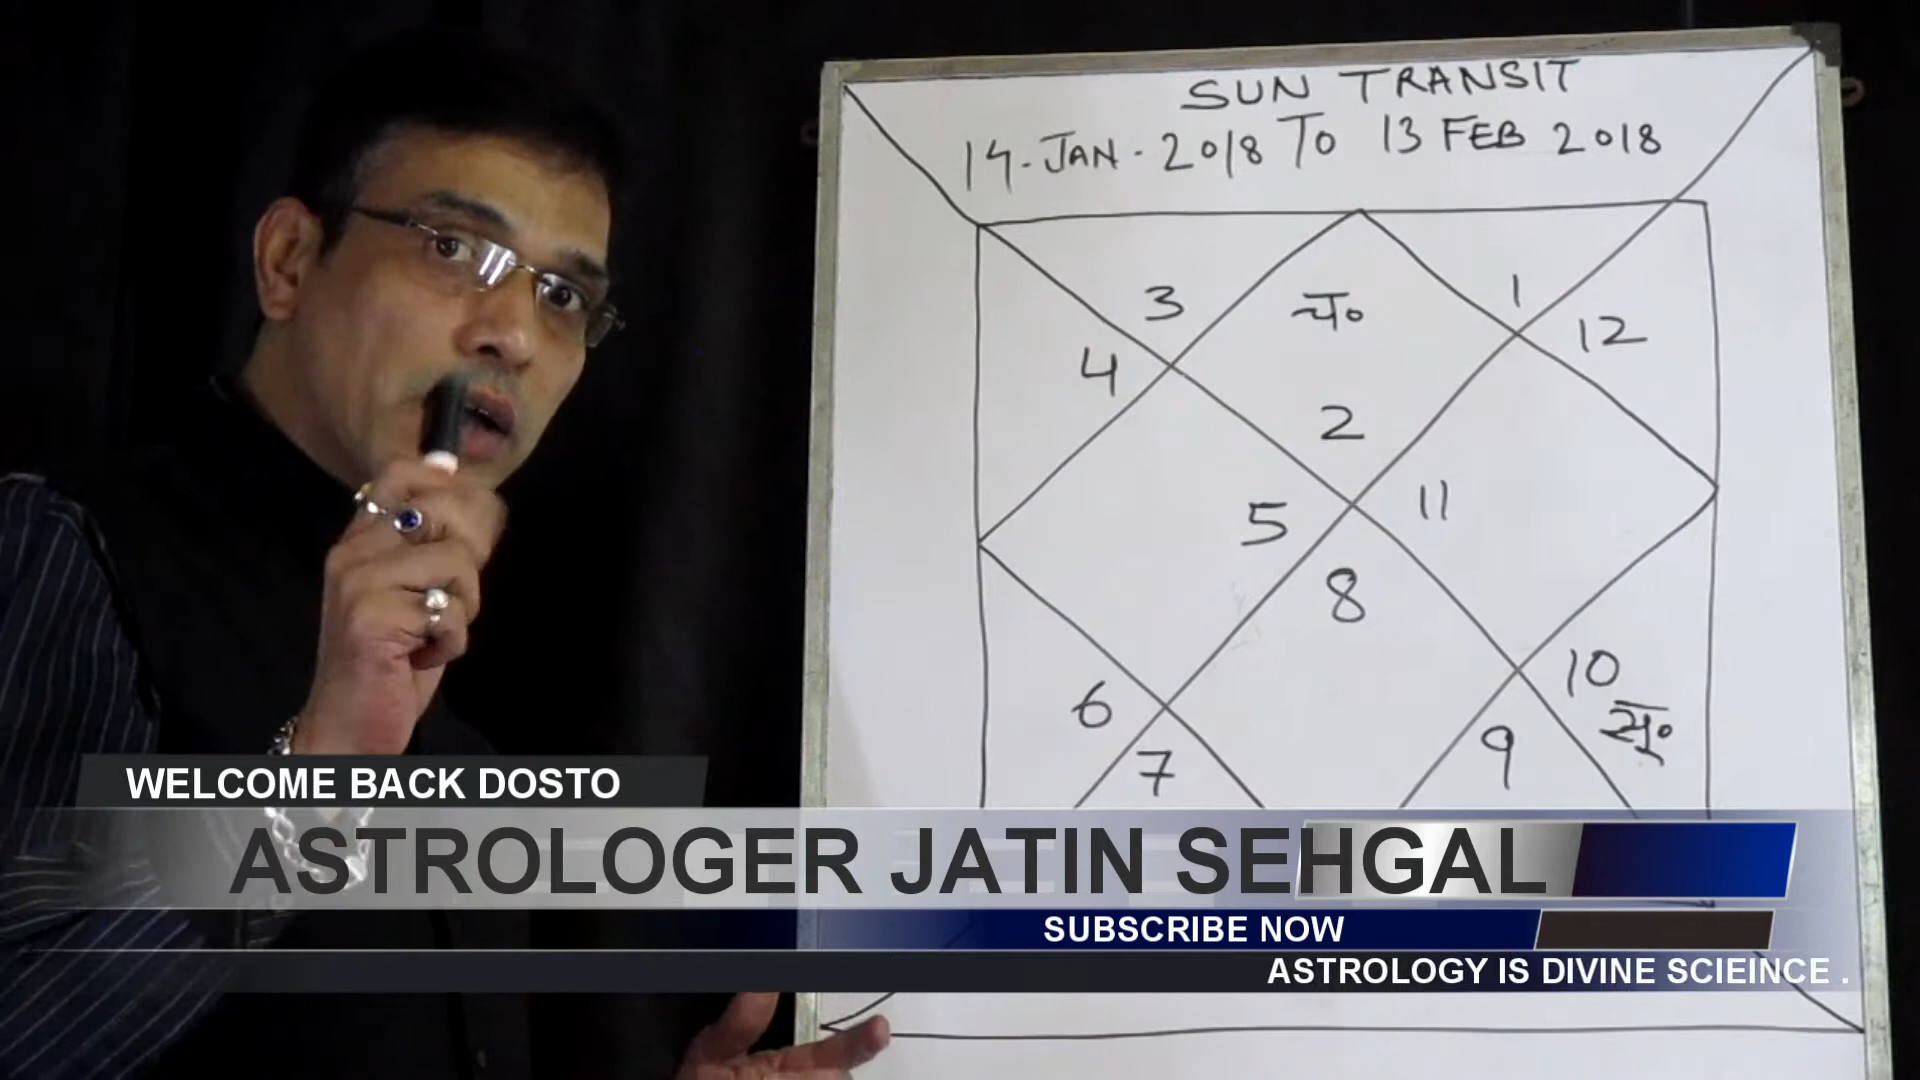 SUN TRANSIT
14-JAN-2018 TO 13 FEB 2018
3
चं०
1
12
4
2
5
11
8
6
10
सू०
7
9
WELCOME BACK DOSTO
ASTROLOGER JATIN SEHGAL
SUBSCRIBE NOW
ASTROLOGY IS DIVINE SCIEINCE .